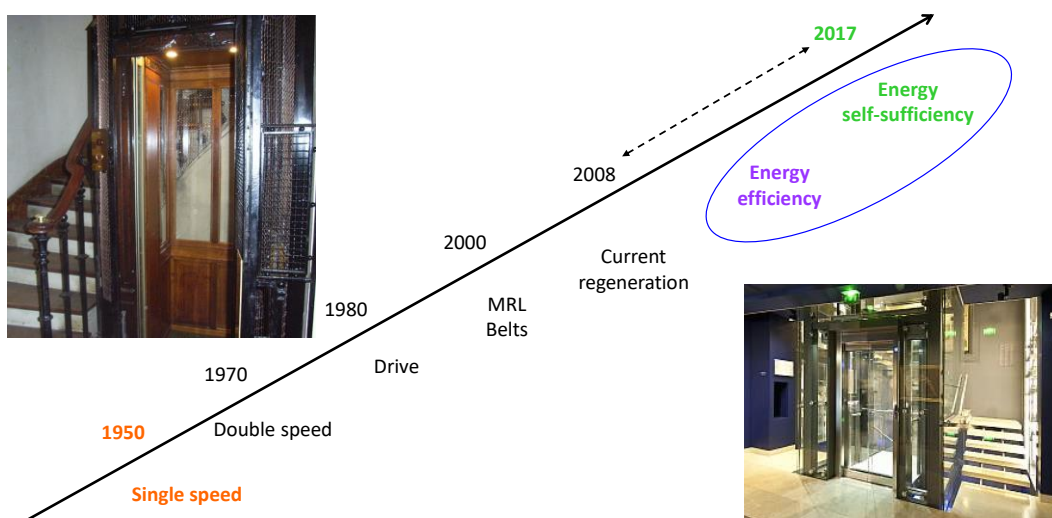 2017
Energy
self-sufficiency
2008
Energy
efficiency
2000
Current
regeneration
1980
MRL
Belts
1970
Drive
1950
Double speed
Single speed